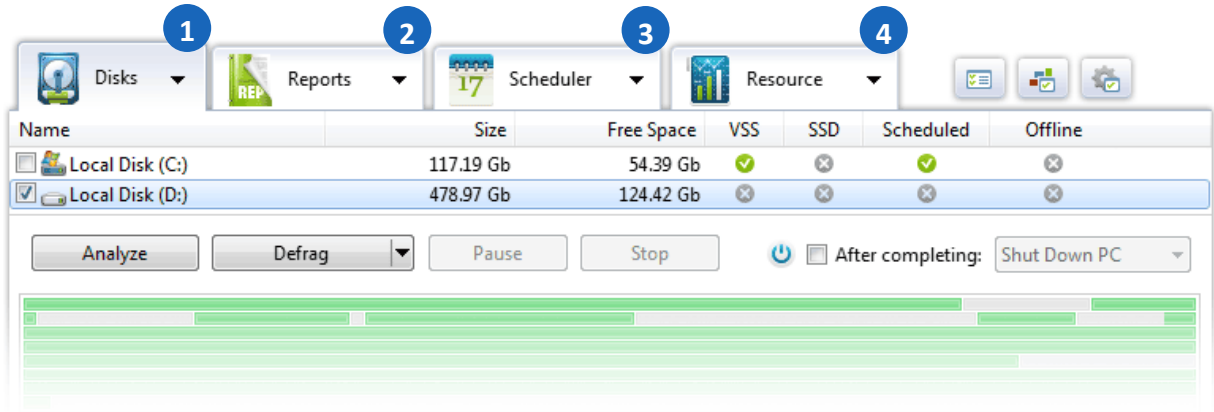 1 2 3 4
Disks REP Reports 17 Scheduler Resource
Name Size Free Space VSS SSD Scheduled Offline
Local Disk (C:) 117.19 Gb 54.39 Gb
Local Disk (D:) 478.97 Gb 124.42 Gb
Analyze Defrag Pause Stop After completing: Shut Down PC